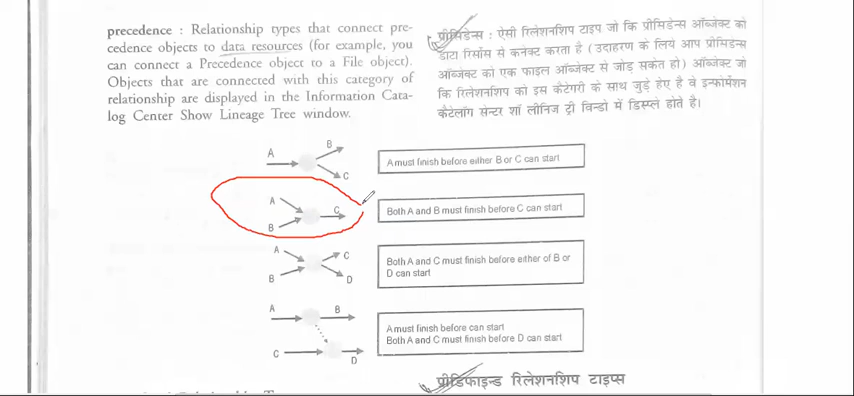 precedence : Relationship types that connect pre-
cedence objects to data resources (for example, you
can connect a Precedence object to a File object).
Objects that are connected with this category of
relationship are displayed in the Information Cata-
log Center Show Lineage Tree window.
प्रीसिडेन्स : ऐसी रिलेशनशिप टाइप जो कि प्रीसिडेन्स ऑब्जेक्ट को
डाटा रिर्सोस से कनेक्ट करता है ( उदाहरण के लिये आप प्रीसिडेन्स
ऑब्जेक्ट को एक फाइल ऑब्जेक्ट से जोड़ सकते हो) ऑब्जेक्ट जो
कि रिलेशनशिप को इस कैटेगरी के साथ जुड़े हुए है वे इन्फोर्मेशन
कैटेलॉग सेन्टर शॉ लीनिज ट्री विन्डो में डिस्प्ले होते है।
A
B
C
A must finish before either B or C can start
A
B
C
Both A and B must finish before C can start
A
B
C
D
Both A and C must finish before either of B or
D can start
A
B
C
D
A must finish before can start
Both A and C must finish before D can start
प्रीडिफाइन्ड रिलेशनशिप टाइप्स